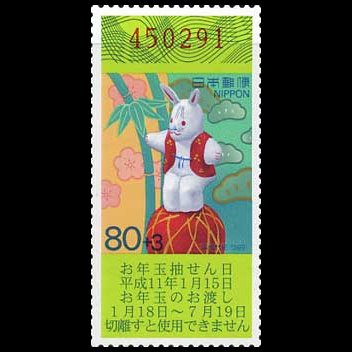 450291
日本郵便
NIPPON
80+3
お年玉抽せん日
平成11年1月15日
お年玉のお渡し
1月18日〜7月19日
切離すと使用できません